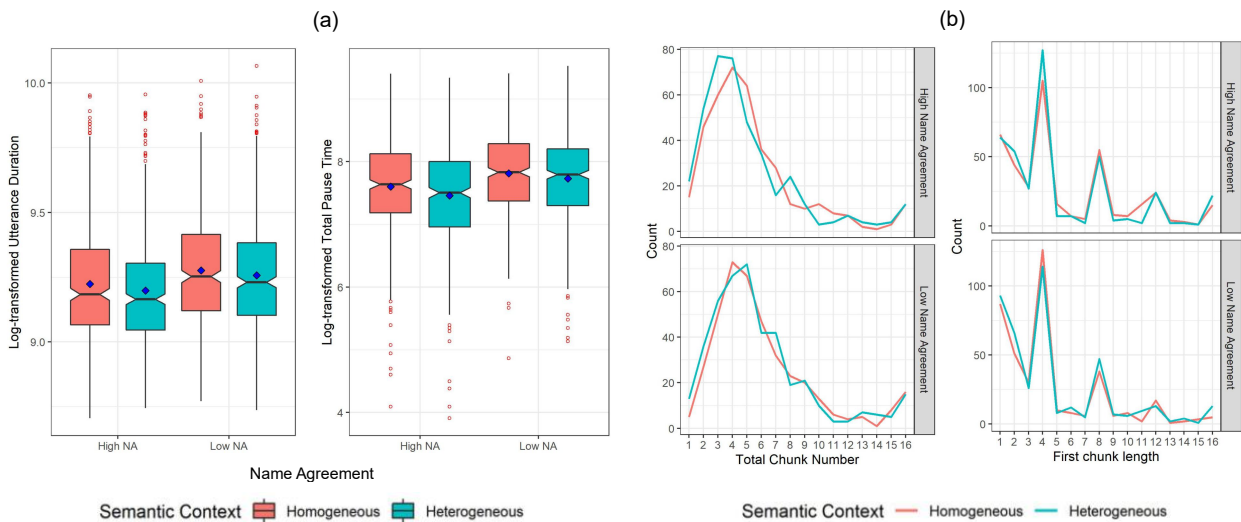 (a)
Log-transformed Utterance Duration
10.0
9.5
9.0
High NA
Low NA
Log-transformed Total Pause Time
8
6
4
High NA
Low NA
Name Agreement
Semantic Context Homogeneous Heterogeneous
(b)
Count
80
60
40
20
0
High Name Agreement
80
60
40
20
0
Low Name Agreement
1 2 3 4 5 6 7 8 9 10 11 12 13 14 15 16
Total Chunk Number
Count
100
50
0
High Name Agreement
100
50
0
Low Name Agreement
1 2 3 4 5 6 7 8 9 10 11 12 13 14 15 16
First chunk length
Semantic Context Homogeneous Heterogeneous